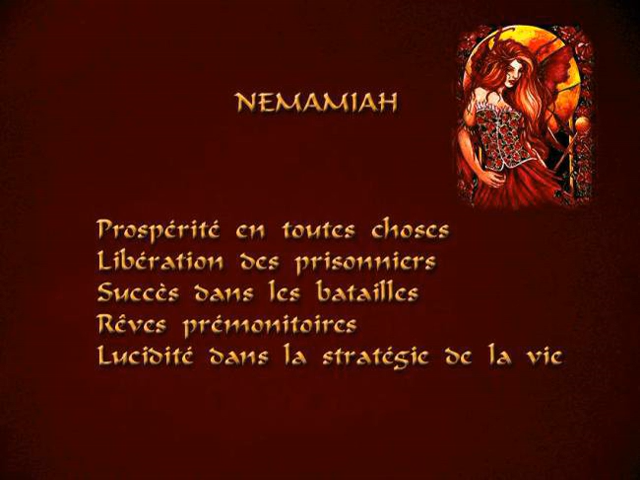 NEMAMIAH
Prospérité en toutes choses
Libération des prisonniers
Succès dans les batailles
Rêves prémonitoires
Lucidité dans la stratégie de la vie